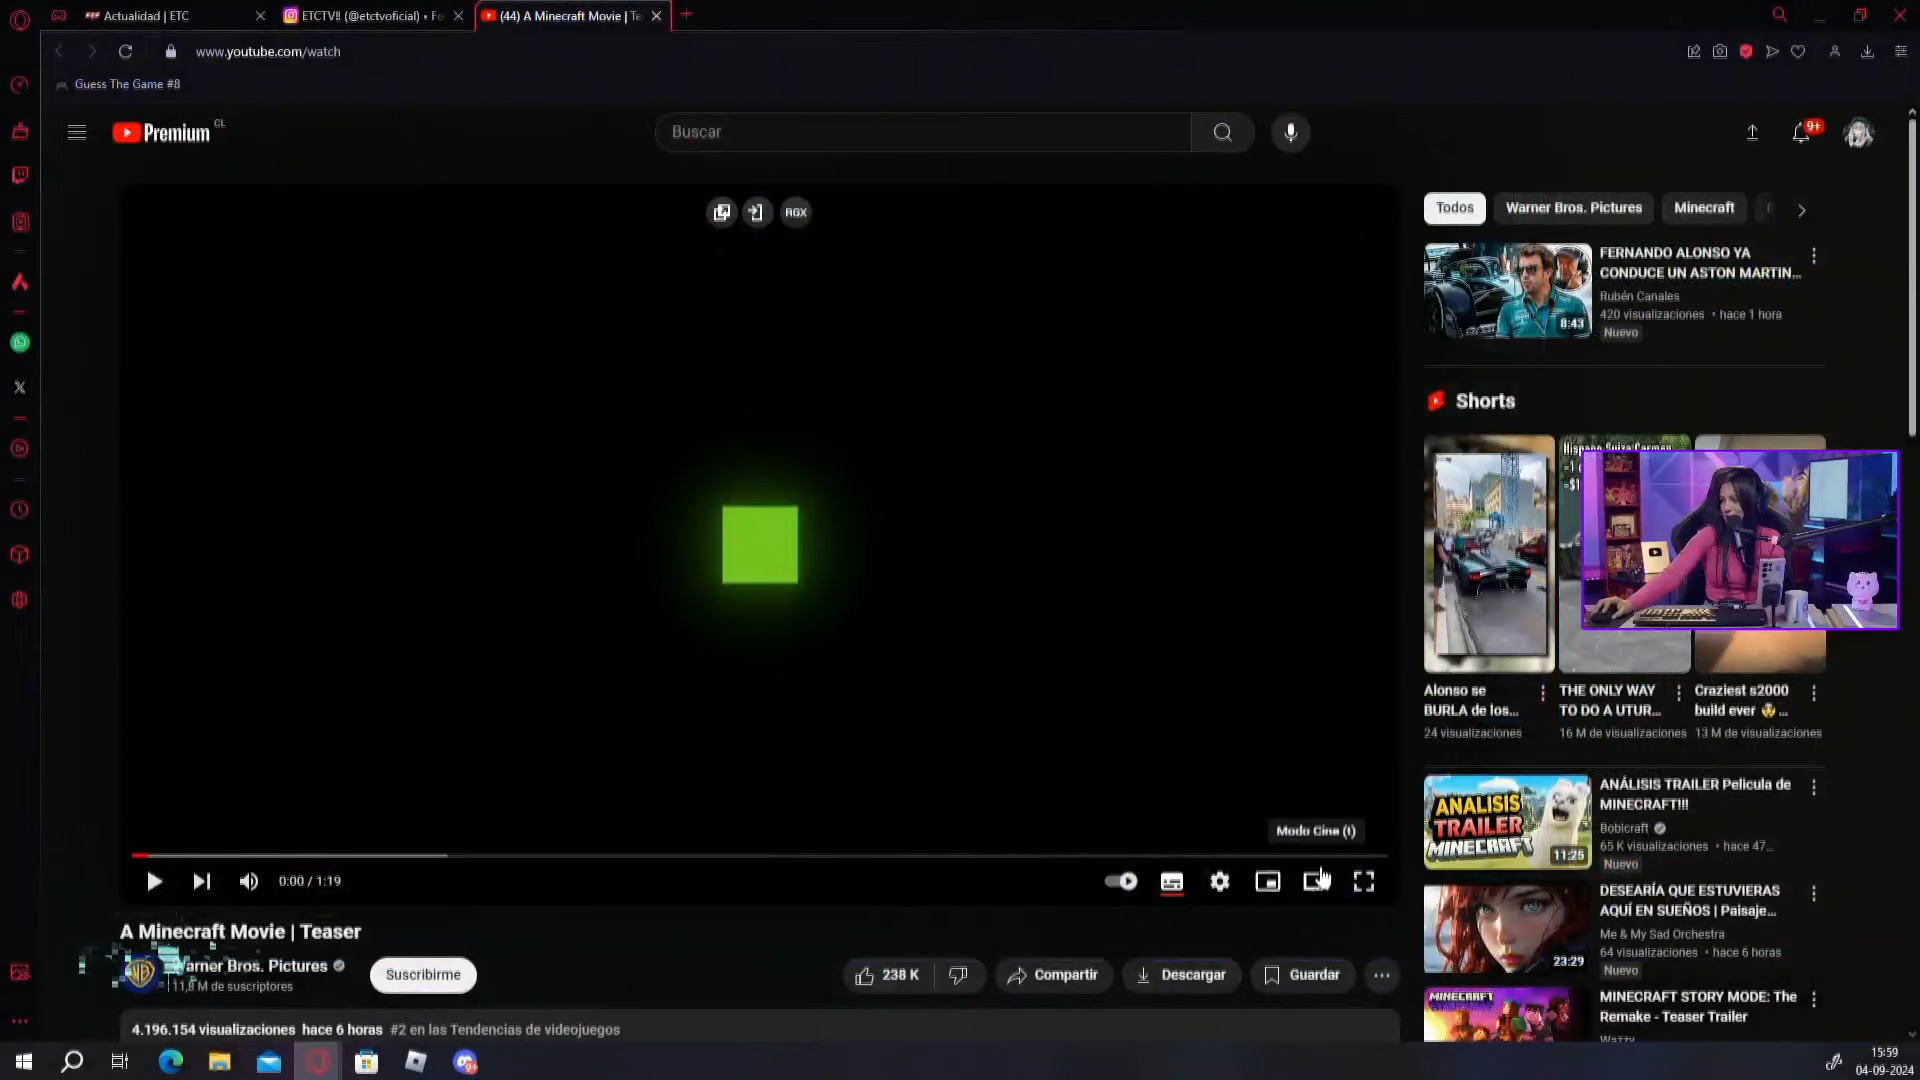 Actualidad | ETC
ETCTV!! (@etctvoficial) • Fo
(44) A Minecraft Movie | Te
www.youtube.com/watch
Guess The Game #8
Premium CL
Buscar
9+
RGX
Todos
Warner Bros. Pictures
Minecraft
FERNANDO ALONSO YA
CONDUCE UN ASTON MARTIN...
Rubén Canales
420 visualizaciones • hace 1 hora
Nuevo
8:43
Shorts
Alonso se
BURLA de los...
24 visualizaciones
THE ONLY WAY
TO DO A UTUR...
16 M de visualizaciones
Craziest s2000
build ever 😨...
13 M de visualizaciones
Modo Cine (t)
0:00 / 1:19
A Minecraft Movie | Teaser
Warner Bros. Pictures
11,8 M de suscriptores
Suscribirme
238 K
Compartir
Descargar
Guardar
4.196.154 visualizaciones hace 6 horas #2 en las Tendencias de videojuegos
ANALISIS
TRAILER
MINECRAFT
11:25
ANÁLISIS TRAILER Pelicula de
MINECRAFT!!!
Bobicraft
65 K visualizaciones • hace 47...
Nuevo
23:29
DESEARÍA QUE ESTUVIERAS
AQUÍ EN SUEÑOS | Paisaje...
Me & My Sad Orchestra
64 visualizaciones • hace 6 horas
Nuevo
MINECRAFT
MINECRAFT STORY MODE: The
Remake - Teaser Trailer
Wazzy
9+
15:59
04-09-2024